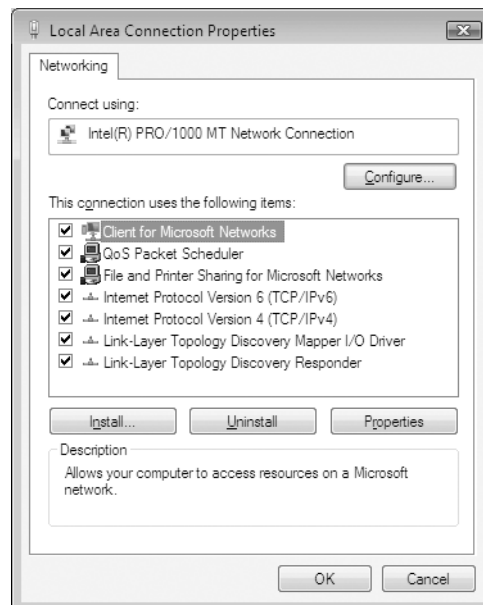 Local Area Connection Properties
Networking
Connect using:
Intel(R) PRO/1000 MT Network Connection
Configure...
This connection uses the following items:
Client for Microsoft Networks
QoS Packet Scheduler
File and Printer Sharing for Microsoft Networks
Internet Protocol Version 6 (TCP/IPv6)
Internet Protocol Version 4 (TCP/IPv4)
Link-Layer Topology Discovery Mapper I/O Driver
Link-Layer Topology Discovery Responder
Install... Uninstall Properties
Description
Allows your computer to access resources on a Microsoft
network.
OK Cancel